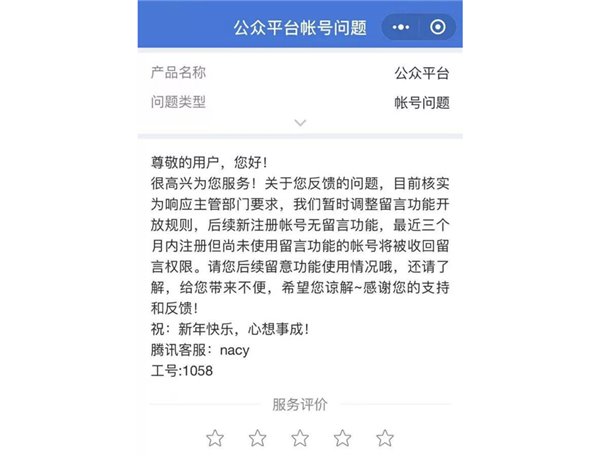 公众平台帐号问题
产品名称 公众平台
问题类型 帐号问题
尊敬的用户，您好！
很高兴为您服务！关于您反馈的问题，目前核实
为响应主管部门要求，我们暂时调整留言功能开
放规则，后续新注册帐号无留言功能，最近三个
月内注册但尚未使用留言功能的帐号将被收回留
言权限。请您后续留意功能使用情况哦，还请了
解，给您带来不便，希望您谅解~感谢您的支持
和反馈！
祝：新年快乐，心想事成！
腾讯客服：nacy
工号:1058
服务评价